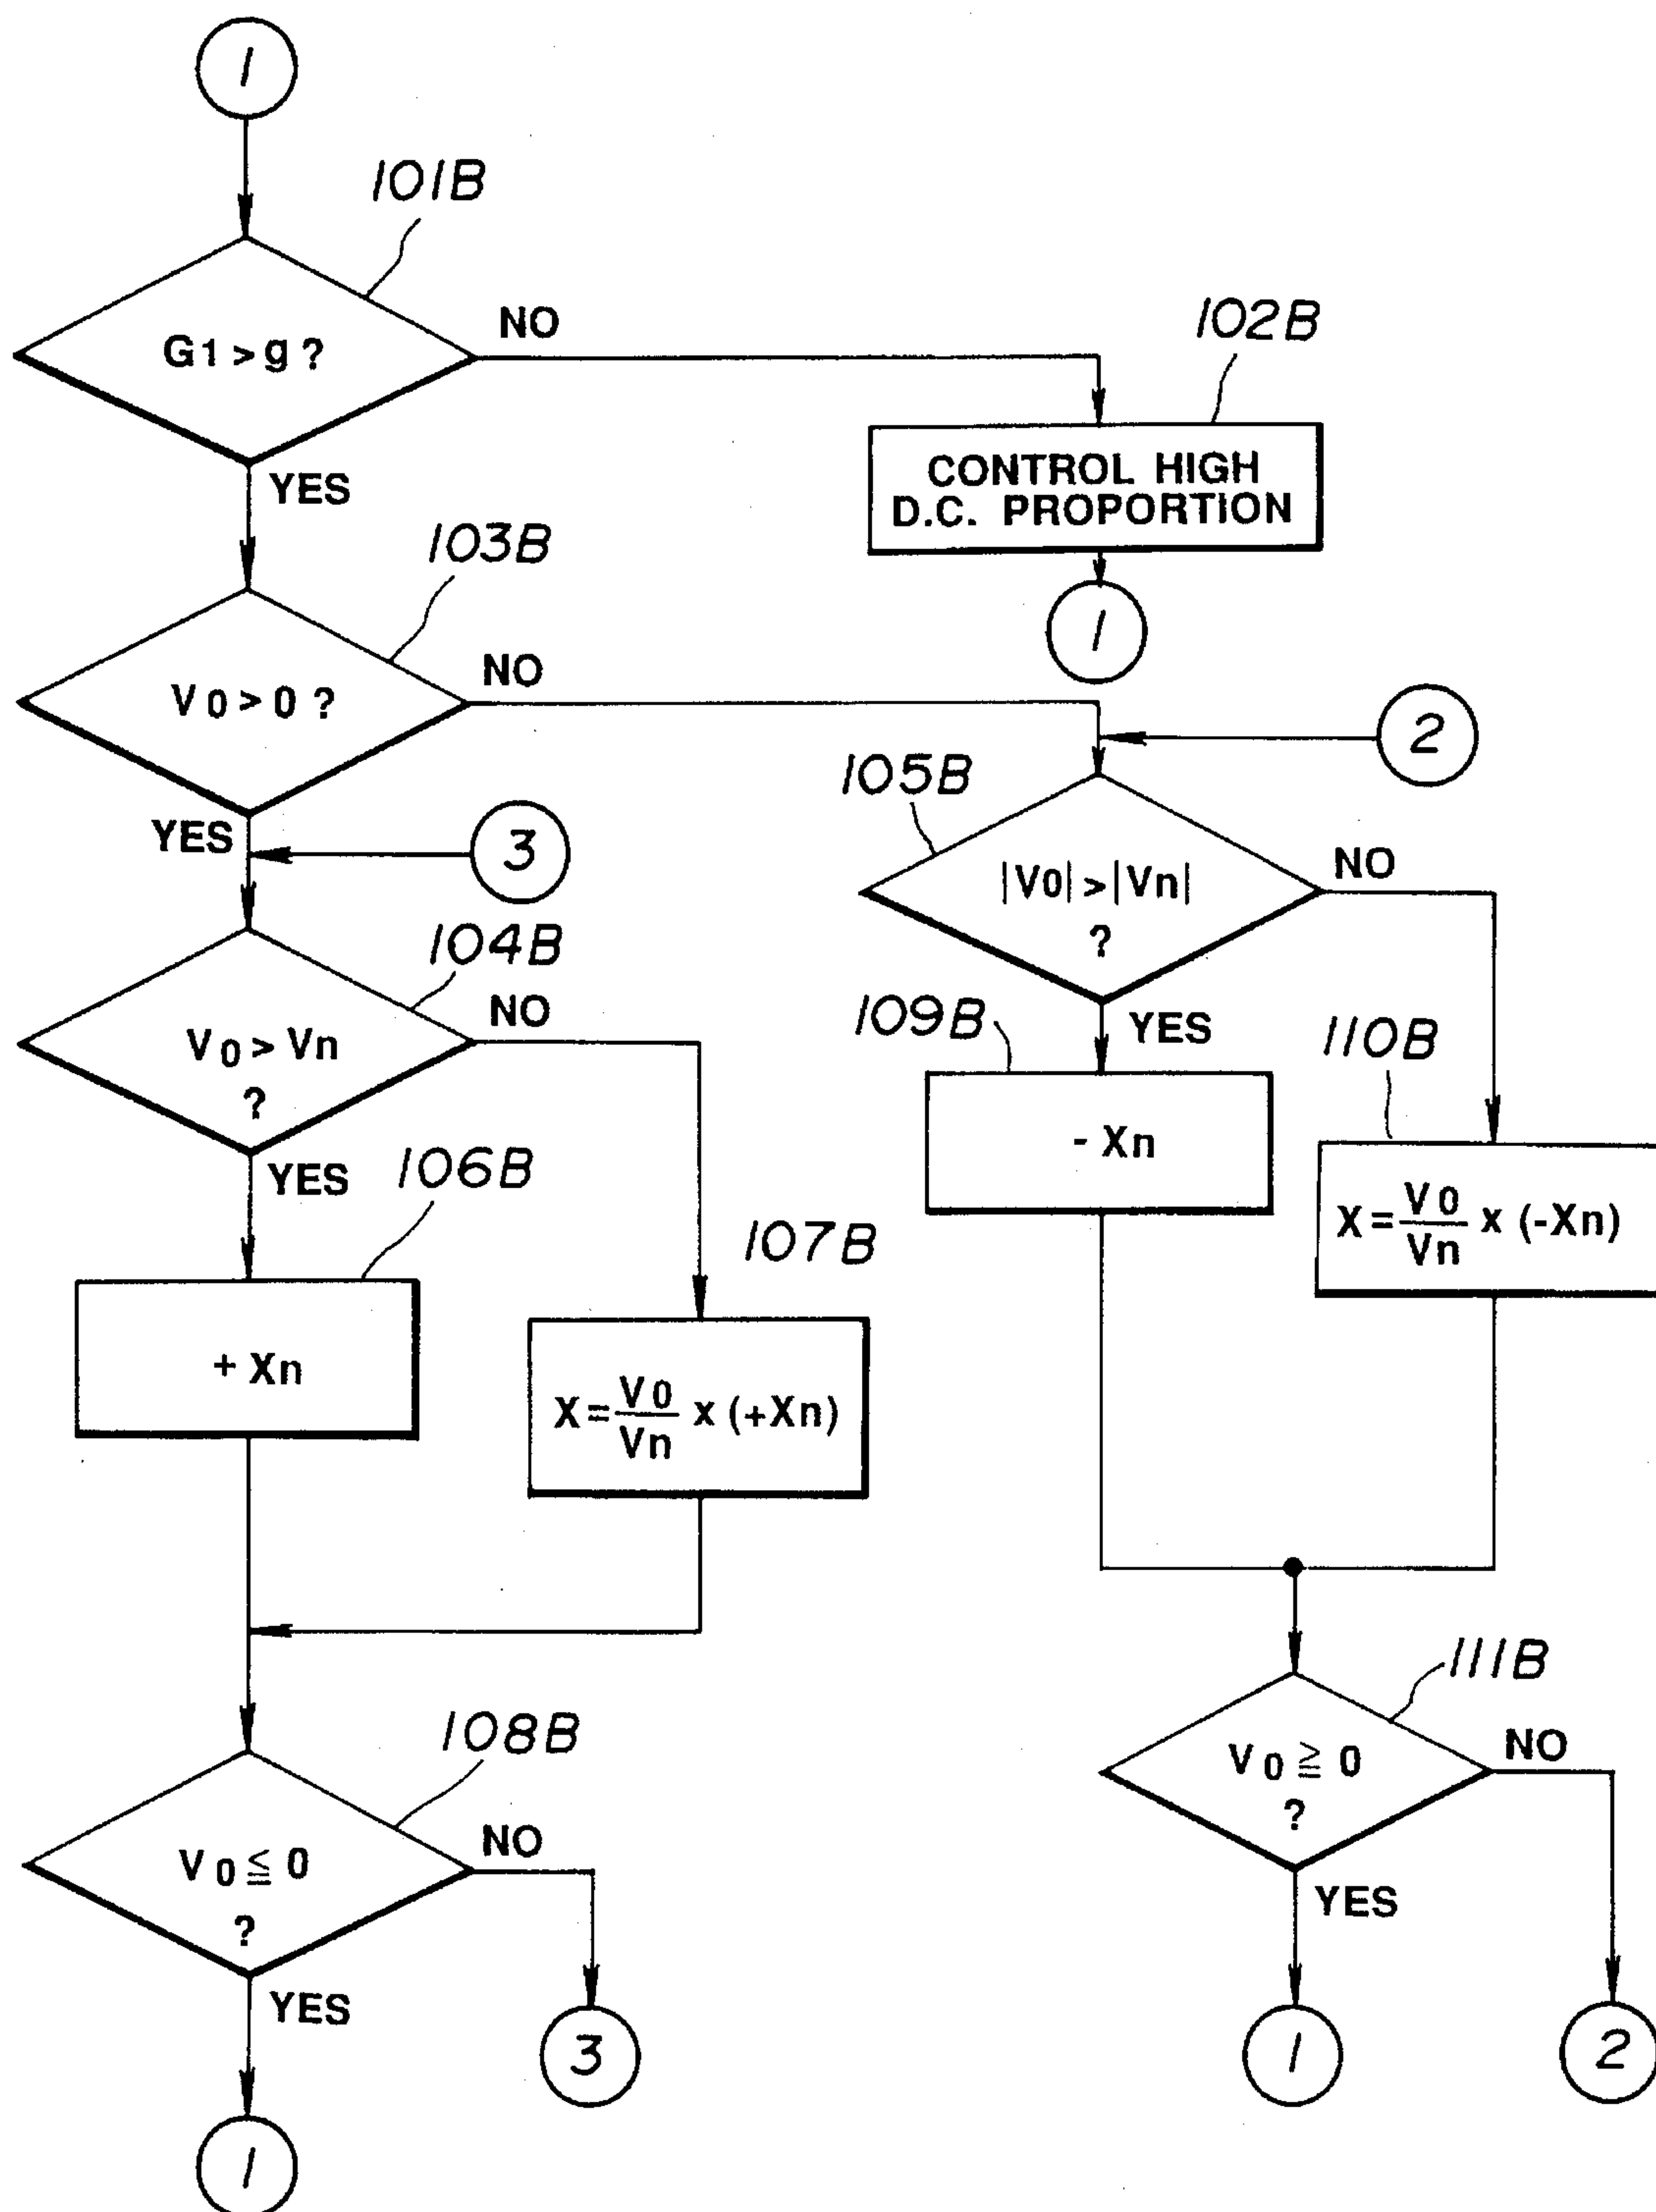 1
101B
G1 > g ?
NO
YES
102B
CONTROL HIGH
D.C. PROPORTION
1
103B
V0 > 0 ?
NO
YES
2
3
105B
|V0| > |Vn|
?
NO
YES
104B
V0 > Vn
?
NO
YES
109B
- Xn
110B
X = V0/Vn x (-Xn)
106B
+ Xn
107B
X = V0/Vn x (+Xn)
108B
V0 ≦ 0
?
NO
YES
3
1
111B
V0 ≧ 0
?
NO
YES
1
2